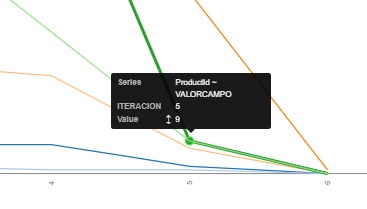 Series ProductId ~
VALORCAMPO
ITERACION 5
Value 9
4 5 6